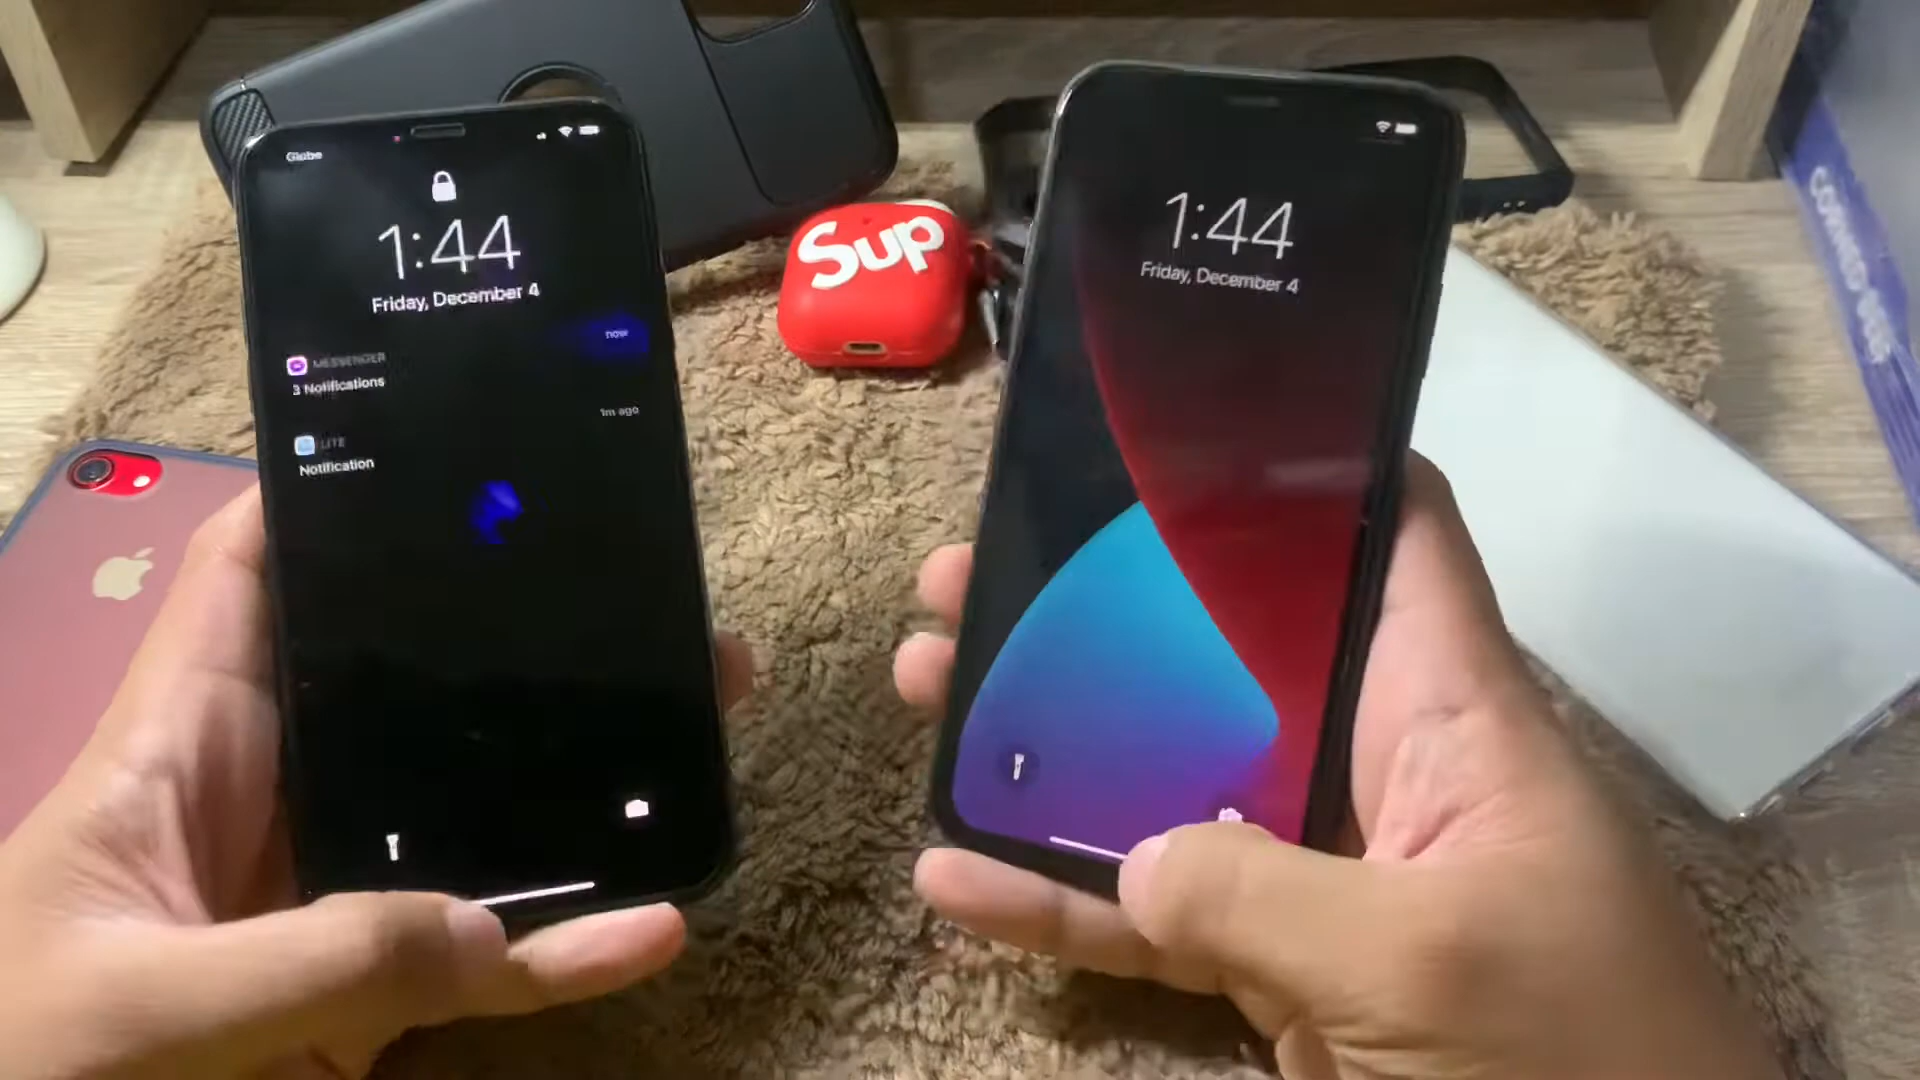 Globe
1:44
Friday, December 4
now
MESSENGER
3 Notifications
1m ago
LITE
Notification
Sup
1:44
Friday, December 4